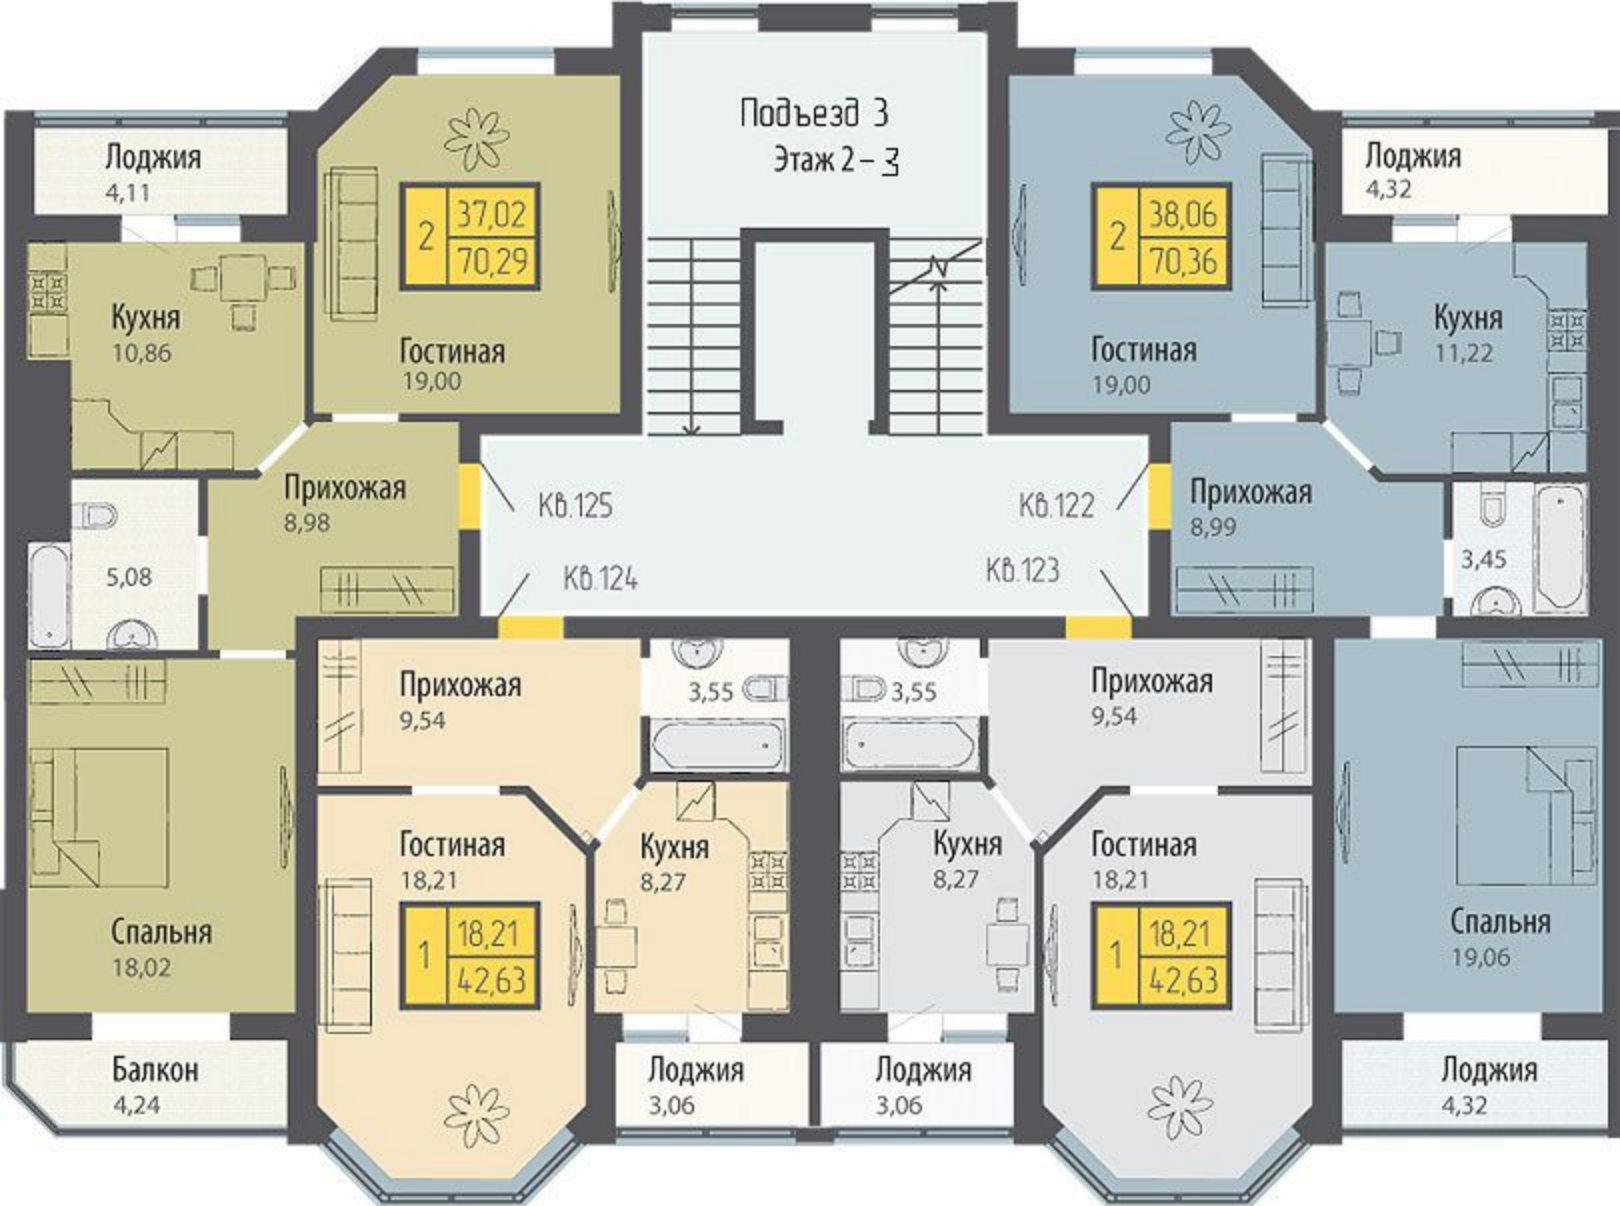 Подъезд 3
Этаж 2 – 3
Лоджия
4,11
2
37,02
70,29
Кухня
10,86
Гостиная
19,00
Прихожая
8,98
5,08
Спальня
18,02
Балкон
4,24
Кв.125
Кв.124
Кв.122
Кв.123
2
38,06
70,36
Гостиная
19,00
Лоджия
4,32
Кухня
11,22
Прихожая
8,99
3,45
Спальня
19,06
Лоджия
4,32
Прихожая
9,54
3,55
Гостиная
18,21
1
18,21
42,63
Кухня
8,27
Лоджия
3,06
3,55
Прихожая
9,54
Кухня
8,27
Гостиная
18,21
1
18,21
42,63
Лоджия
3,06